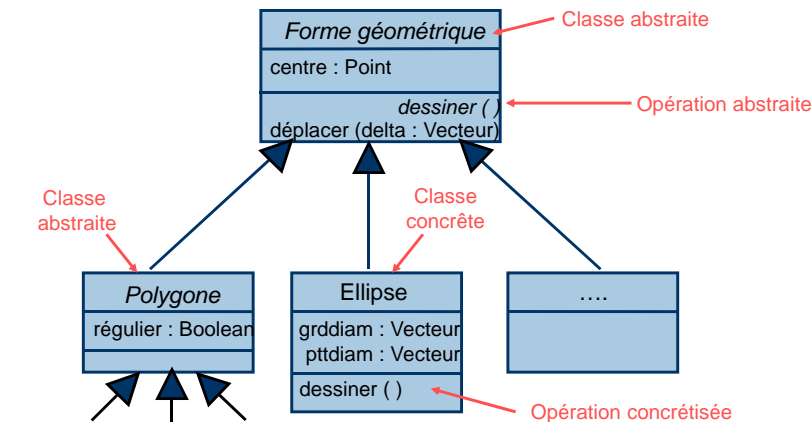 Forme géométrique
Classe abstraite
centre : Point
dessiner ( )
Opération abstraite
déplacer (delta : Vecteur)
Classe
abstraite
Classe
concrête
Polygone
Ellipse
….
régulier : Boolean
grddiam : Vecteur
pttdiam : Vecteur
dessiner ( )
Opération concrétisée